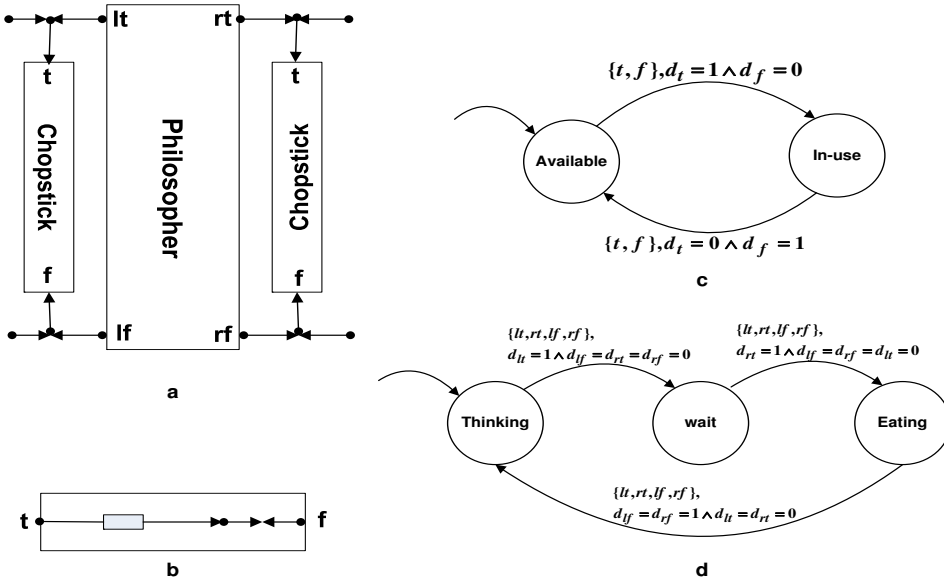 lt
rt
t
t
Chopstick
Philosopher
Chopstick
f
f
lf
rf
a
t
f
b
{t, f}, d_t = 1 ∧ d_f = 0
Available
In-use
{t, f}, d_t = 0 ∧ d_f = 1
c
{lt, rt, lf, rf},
d_lt = 1 ∧ d_lf = d_rt = d_rf = 0
{lt, rt, lf, rf},
d_rt = 1 ∧ d_lf = d_rf = d_lt = 0
Thinking
wait
Eating
{lt, rt, lf, rf},
d_lf = d_rf = 1 ∧ d_lt = d_rt = 0
d